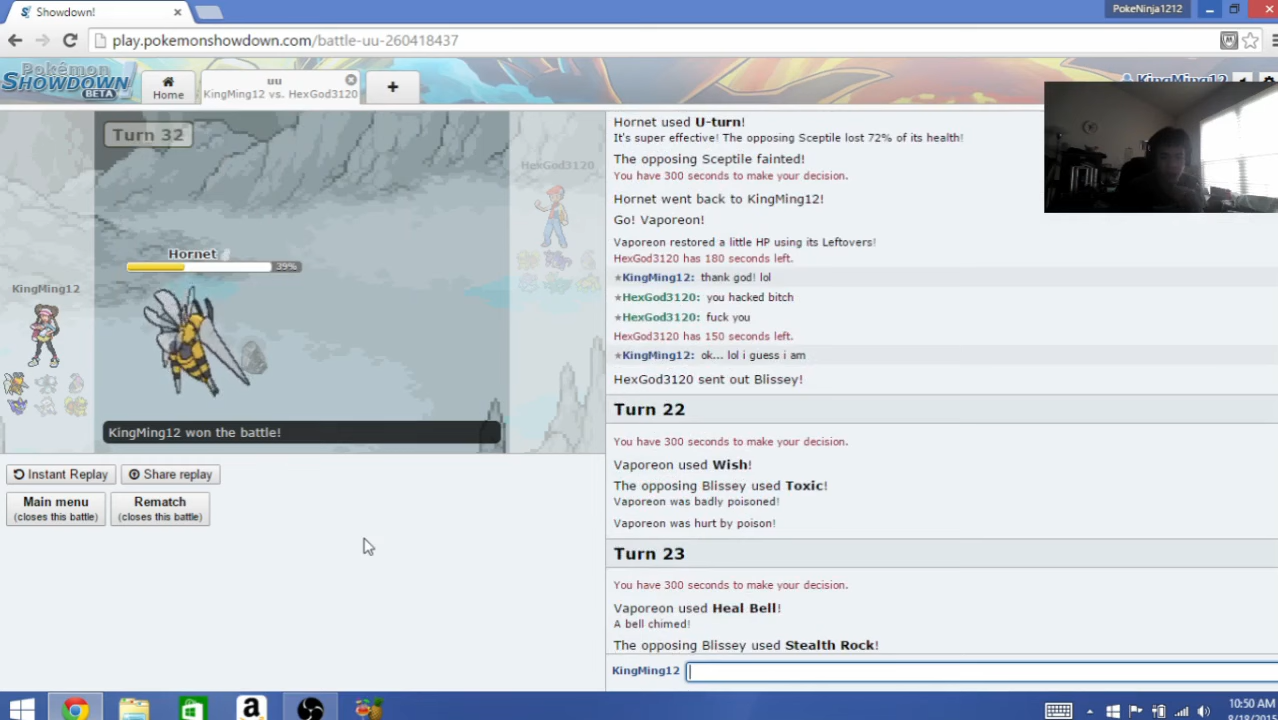 Showdown!
PokeNinja1212
play.pokemonshowdown.com/battle-uu-260418437
Pokémon
SHOWDOWN
BETA
Home
uu
KingMing12 vs. HexGod3120
+
KingMing12
Turn 32
HexGod3120
Hornet
39%
KingMing12
KingMing12 won the battle!
Instant Replay
Share replay
Main menu
(closes this battle)
Rematch
(closes this battle)
Hornet used U-turn!
It's super effective! The opposing Sceptile lost 72% of its health!
The opposing Sceptile fainted!
You have 300 seconds to make your decision.
Hornet went back to KingMing12!
Go! Vaporeon!
Vaporeon restored a little HP using its Leftovers!
HexGod3120 has 180 seconds left.
★KingMing12: thank god! lol
★HexGod3120: you hacked bitch
★HexGod3120: fuck you
HexGod3120 has 150 seconds left.
★KingMing12: ok... lol i guess i am
HexGod3120 sent out Blissey!
Turn 22
You have 300 seconds to make your decision.
Vaporeon used Wish!
The opposing Blissey used Toxic!
Vaporeon was badly poisoned!
Vaporeon was hurt by poison!
Turn 23
You have 300 seconds to make your decision.
Vaporeon used Heal Bell!
A bell chimed!
The opposing Blissey used Stealth Rock!
KingMing12
10:50 AM